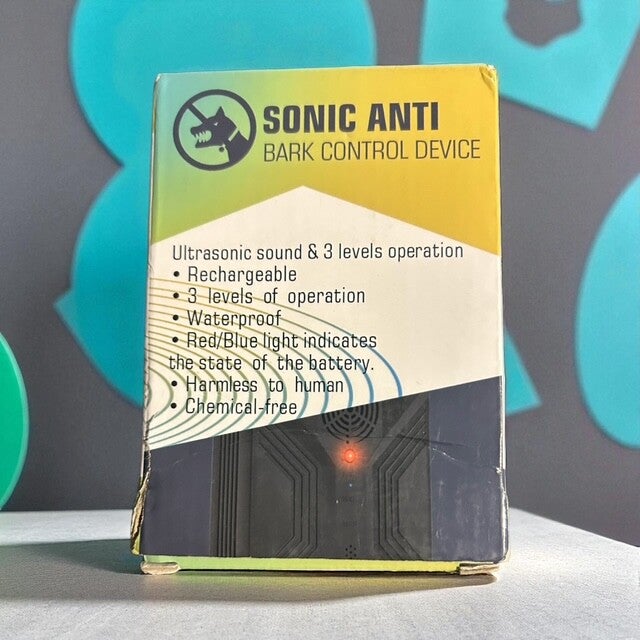 SONIC ANTI
BARK CONTROL DEVICE
Ultrasonic sound & 3 levels operation
• Rechargeable
• 3 levels of operation
• Waterproof
• Red/Blue light indicates
the state of the battery.
• Harmless to human
• Chemical-free